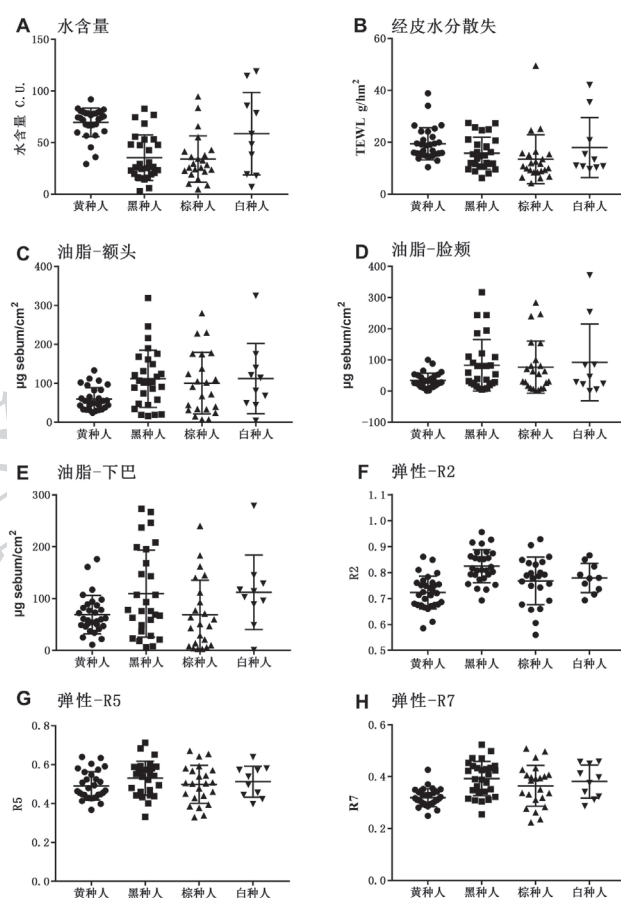 A 水含量
水含量 C.U.
150
100
50
0
黄种人 黑种人 棕种人 白种人
B 经皮水分散失
TEWL g/hm²
60
40
20
0
黄种人 黑种人 棕种人 白种人
C 油脂-额头
µg sebum/cm²
400
300
200
100
0
黄种人 黑种人 棕种人 白种人
D 油脂-脸颊
µg sebum/cm²
400
300
200
100
0
-100
黄种人 黑种人 棕种人 白种人
E 油脂-下巴
µg sebum/cm²
300
200
100
0
黄种人 黑种人 棕种人 白种人
F 弹性-R2
R2
1.1
1.0
0.9
0.8
0.7
0.6
0.5
黄种人 黑种人 棕种人 白种人
G 弹性-R5
R5
0.8
0.6
0.4
0.2
0.0
黄种人 黑种人 棕种人 白种人
H 弹性-R7
R7
0.6
0.4
0.2
0.0
黄种人 黑种人 棕种人 白种人